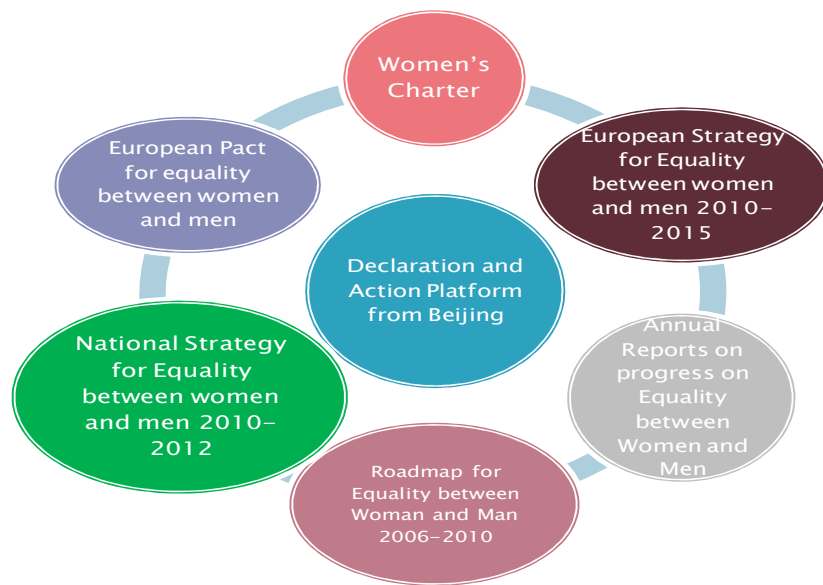 Women's
Charter
European Strategy
for Equality
between women
and men 2010-
2015
Annual
Reports on
progress on
Equality
between
Women and
Men
Roadmap for
Equality between
Woman and Man
2006-2010
National Strategy
for Equality
between women
and men 2010-
2012
European Pact
for equality
between women
and men
Declaration and
Action Platform
from Beijing